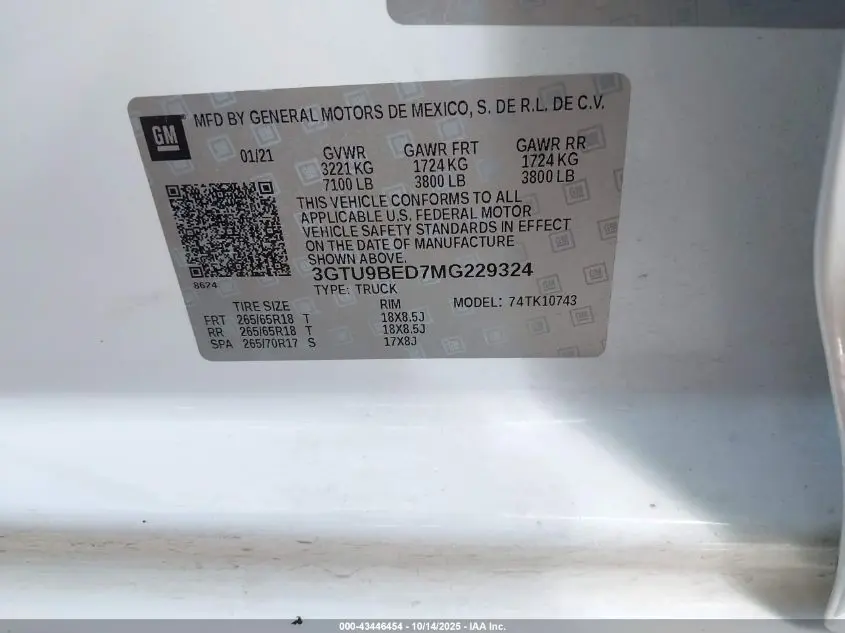 GM
MFD BY GENERAL MOTORS DE MEXICO, S. DE R.L. DE C.V.
01/21 GVWR GAWR FRT GAWR RR
3221 KG 1724 KG 1724 KG
7100 LB 3800 LB 3800 LB
THIS VEHICLE CONFORMS TO ALL
APPLICABLE U.S. FEDERAL MOTOR
VEHICLE SAFETY STANDARDS IN EFFECT
ON THE DATE OF MANUFACTURE
SHOWN ABOVE.
3GTU9BED7MG229324
8624
TYPE: TRUCK
TIRE SIZE RIM MODEL: 74TK10743
FRT 265/65R18 T 18X8.5J
RR 265/65R18 T 18X8.5J
SPA 265/70R17 S 17X8J
000-43446454 - 10/14/2025 - IAA Inc.